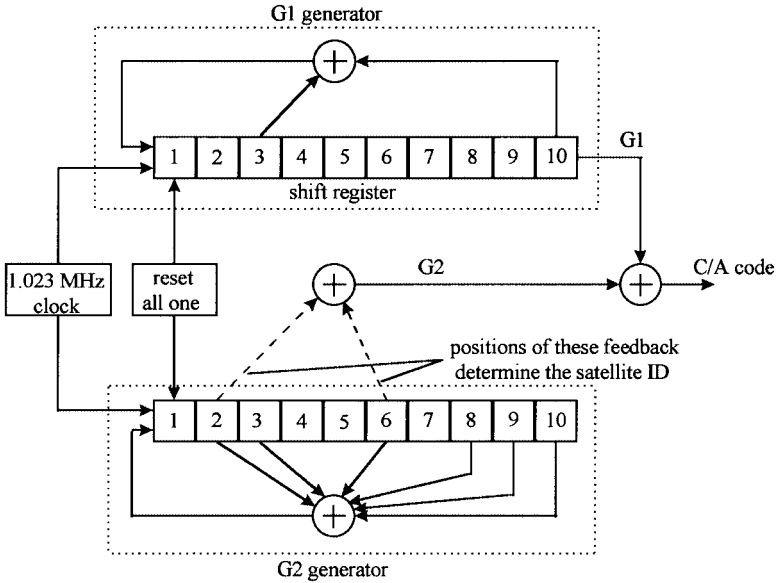 G1 generator
1 2 3 4 5 6 7 8 9 10
G1
shift register
1.023 MHz
clock
reset
all one
G2
C/A code
positions of these feedback
determine the satellite ID
1 2 3 4 5 6 7 8 9 10
G2 generator